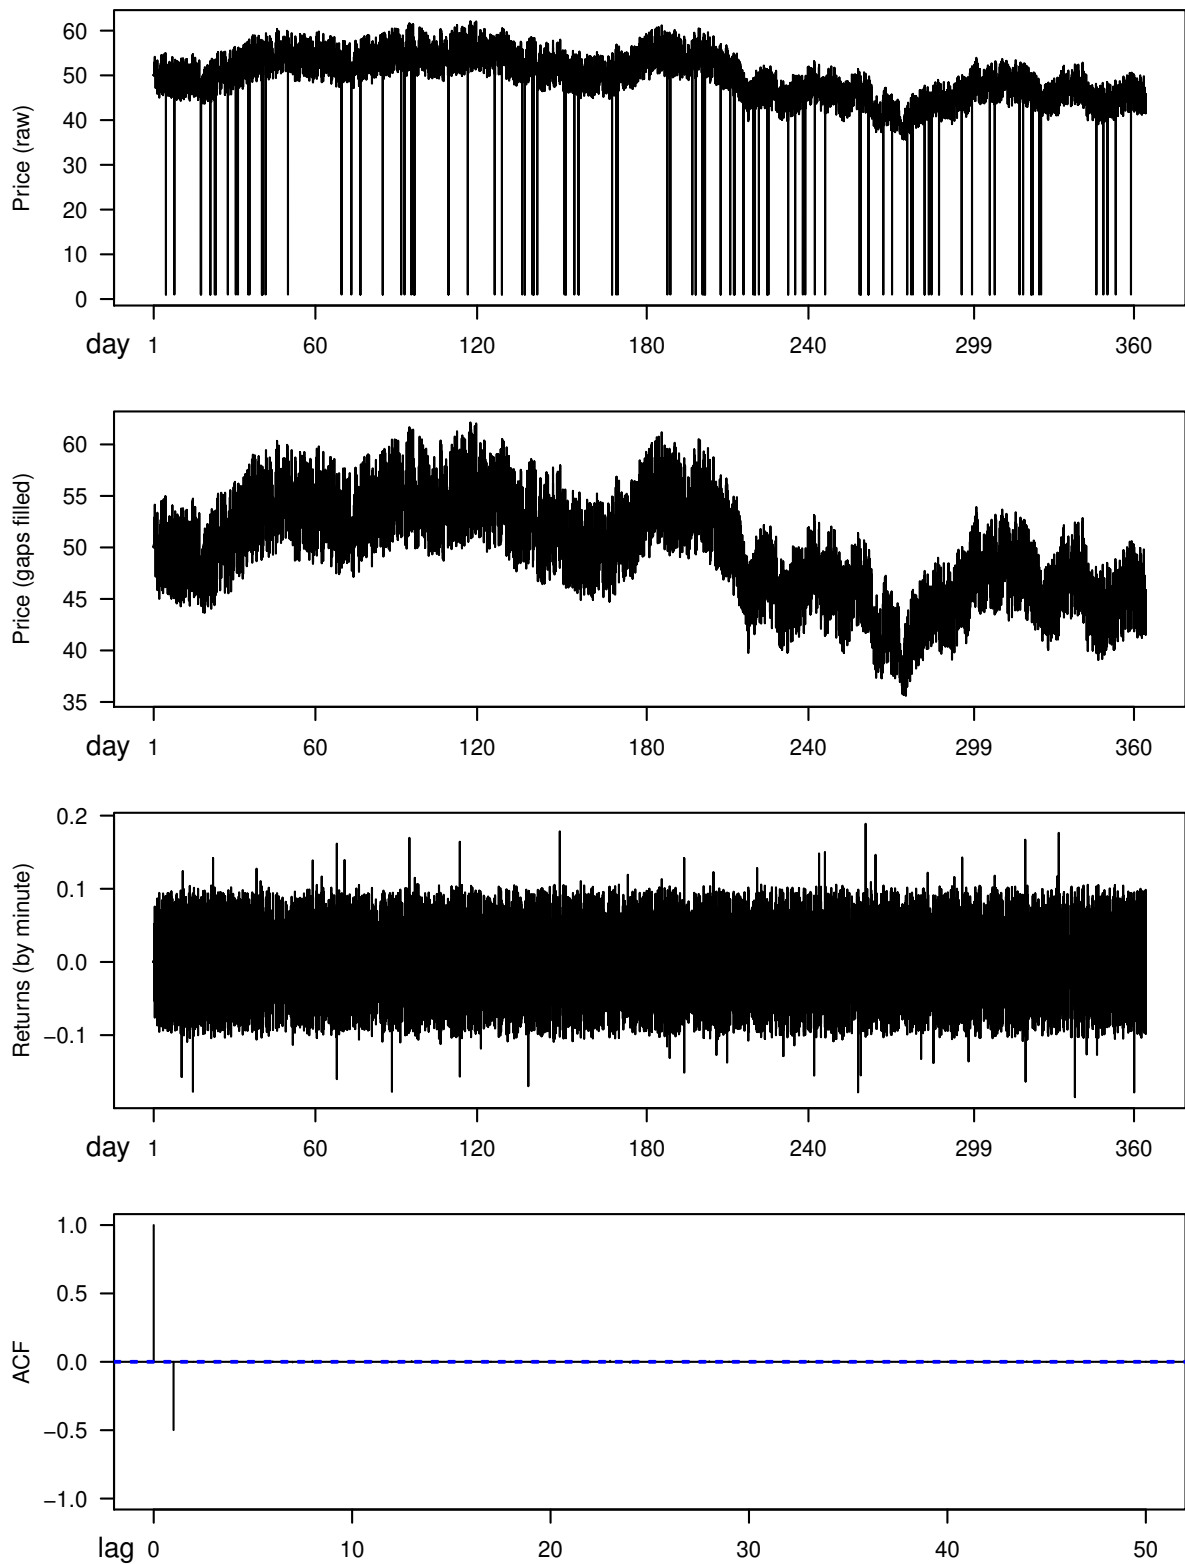 Price (raw)
60
50
40
30
20
10
0
day 1 60 120 180 240 299 360
Price (gaps filled)
60
55
50
45
40
35
day 1 60 120 180 240 299 360
Returns (by minute)
0.2
0.1
0.0
−0.1
day 1 60 120 180 240 299 360
ACF
1.0
0.5
0.0
−0.5
−1.0
lag 0 10 20 30 40 50